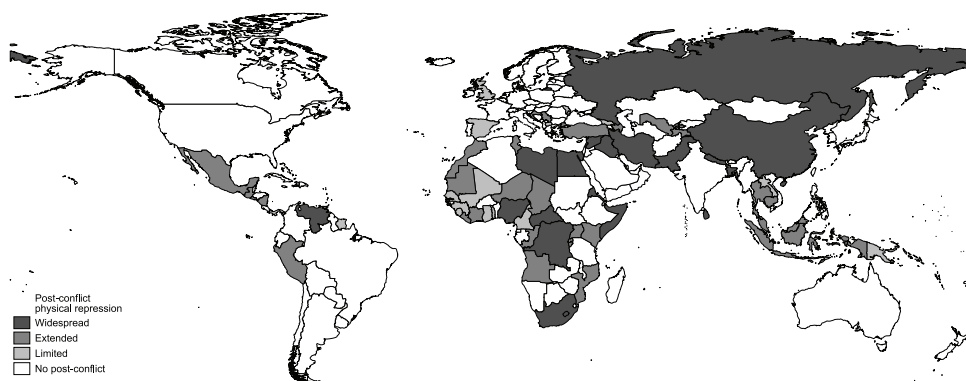 Post-conflict
physical repression
Widespread
Extended
Limited
No post-conflict